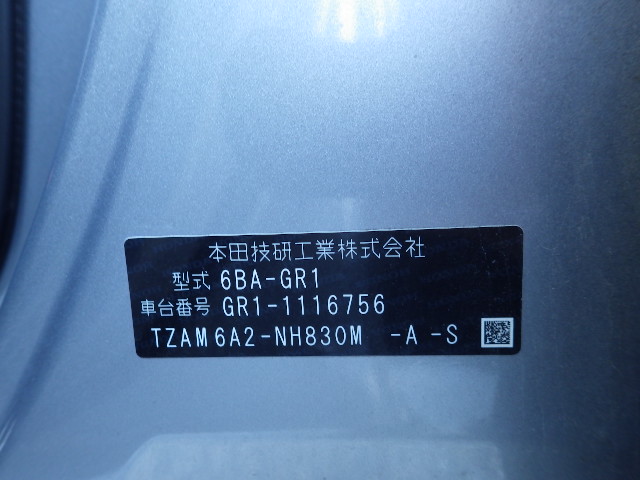 本田技研工業株式会社
型式 6BA-GR1
車台番号 GR1-1116756
TZAM6A2-NH830M -A -S